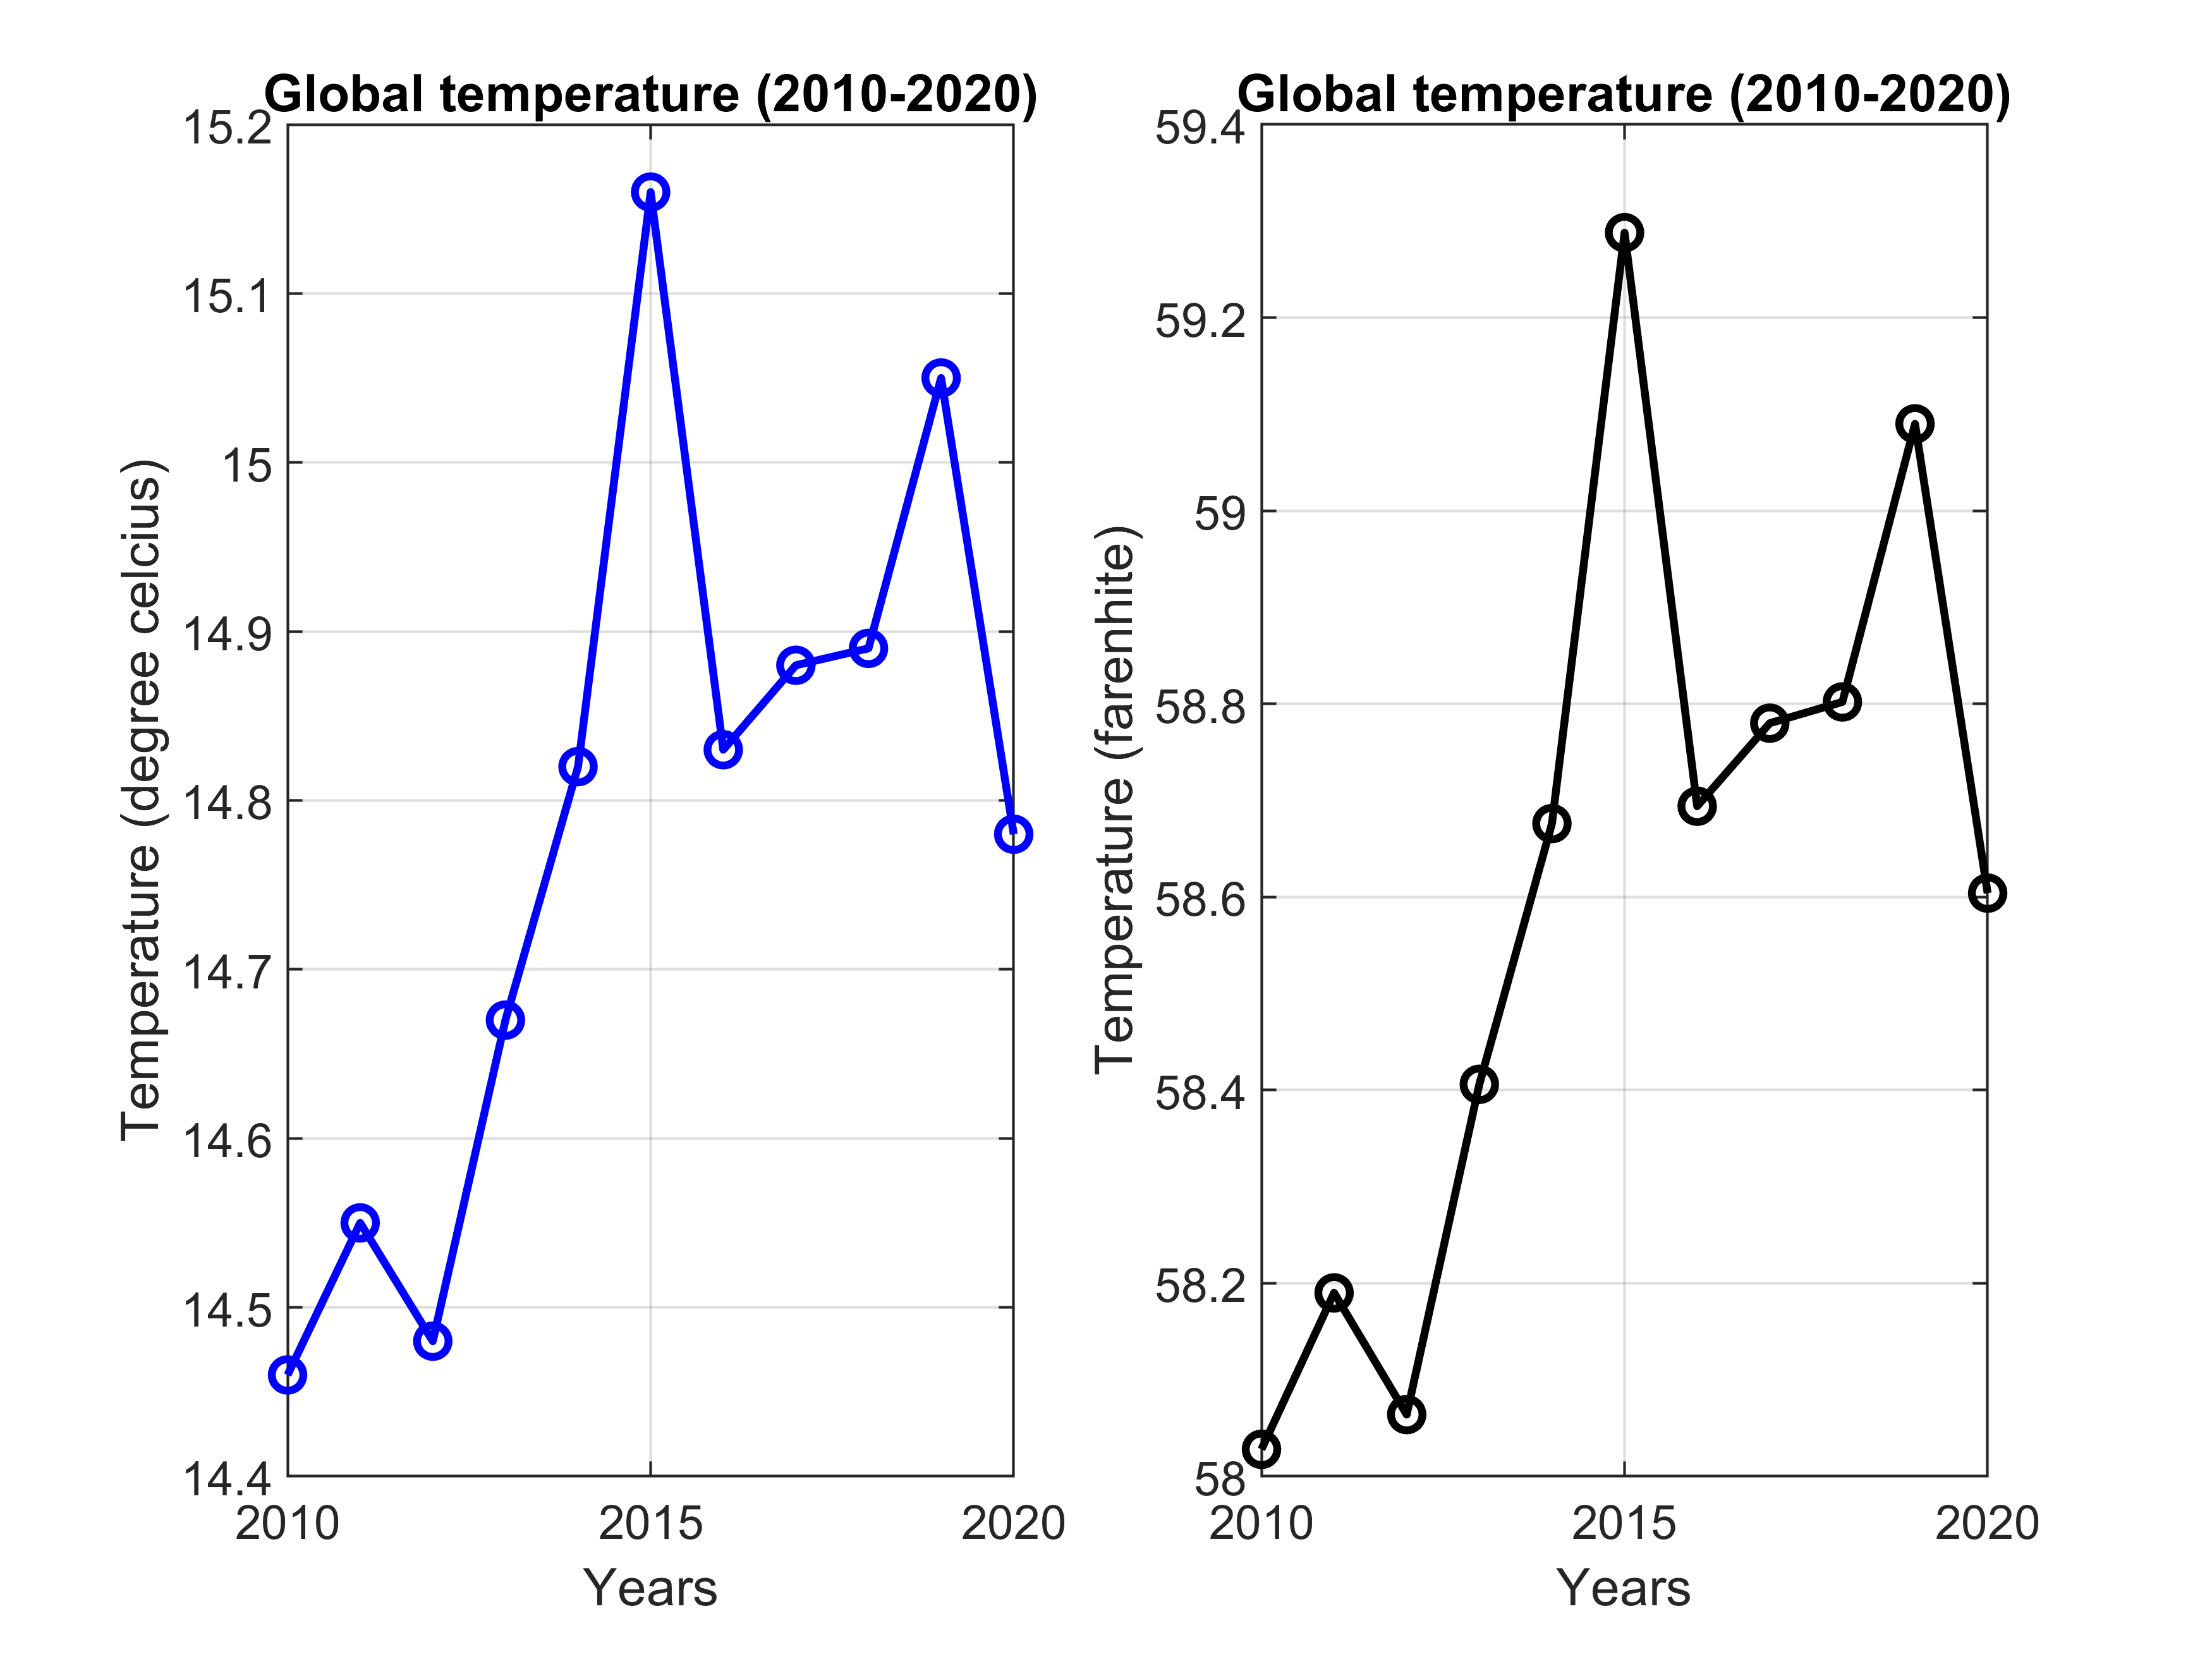 Global temperature (2010-2020)
15.2
15.1
15
14.9
14.8
14.7
14.6
14.5
14.4
Temperature (degree celcius)
2010 2015 2020
Years
Global temperature (2010-2020)
59.4
59.2
59
58.8
58.6
58.4
58.2
58
Temperature (farenhite)
2010 2015 2020
Years